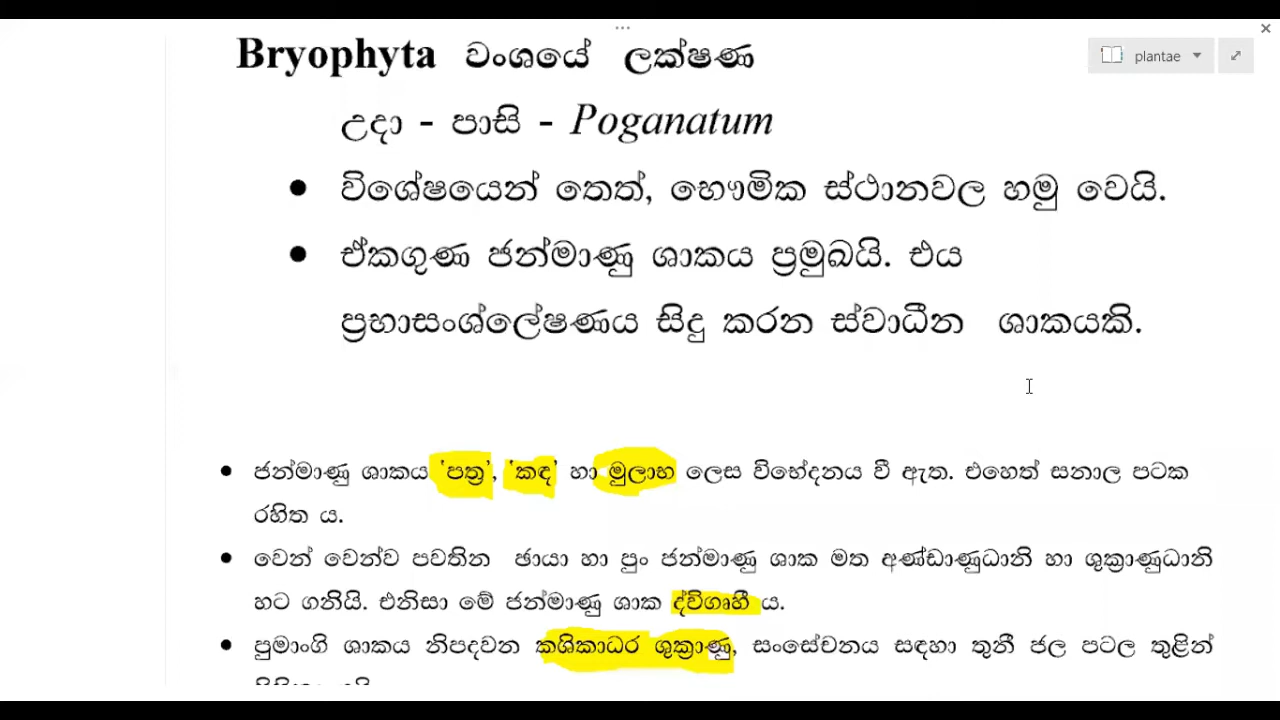 Bryophyta වංශයේ ලක්ෂණ
plantae
උදා - පාසි - Poganatum
● විශේෂයෙන් තෙත්, භෞමික ස්ථානවල හමු වෙයි.
● ඒකගුණ ජන්මාණු ශාකය ප්‍රමුඛයි. එය
ප්‍රභාසංශ්ලේෂණය සිදු කරන ස්වාධීන ශාකයකි.
● ජන්මාණු ශාකය ‘පත්‍ර’, ‘කඳ’ හා මුලාභ ලෙස විභේදනය වී ඇත. එහෙත් සනාල පටක
රහිත ය.
● වෙන් වෙන්ව පවතින ඡායා හා පුං ජන්මාණු ශාක මත අණ්ඩාණුධානි හා ශුක්‍රාණුධානි
හට ගනියි. එනිසා මේ ජන්මාණු ශාක ද්විගෘහී ය.
● පුමාංගි ශාකය නිපදවන කශිකාධර ශුක්‍රාණු, සංසේචනය සඳහා තුනී ජල පටල තුළින්